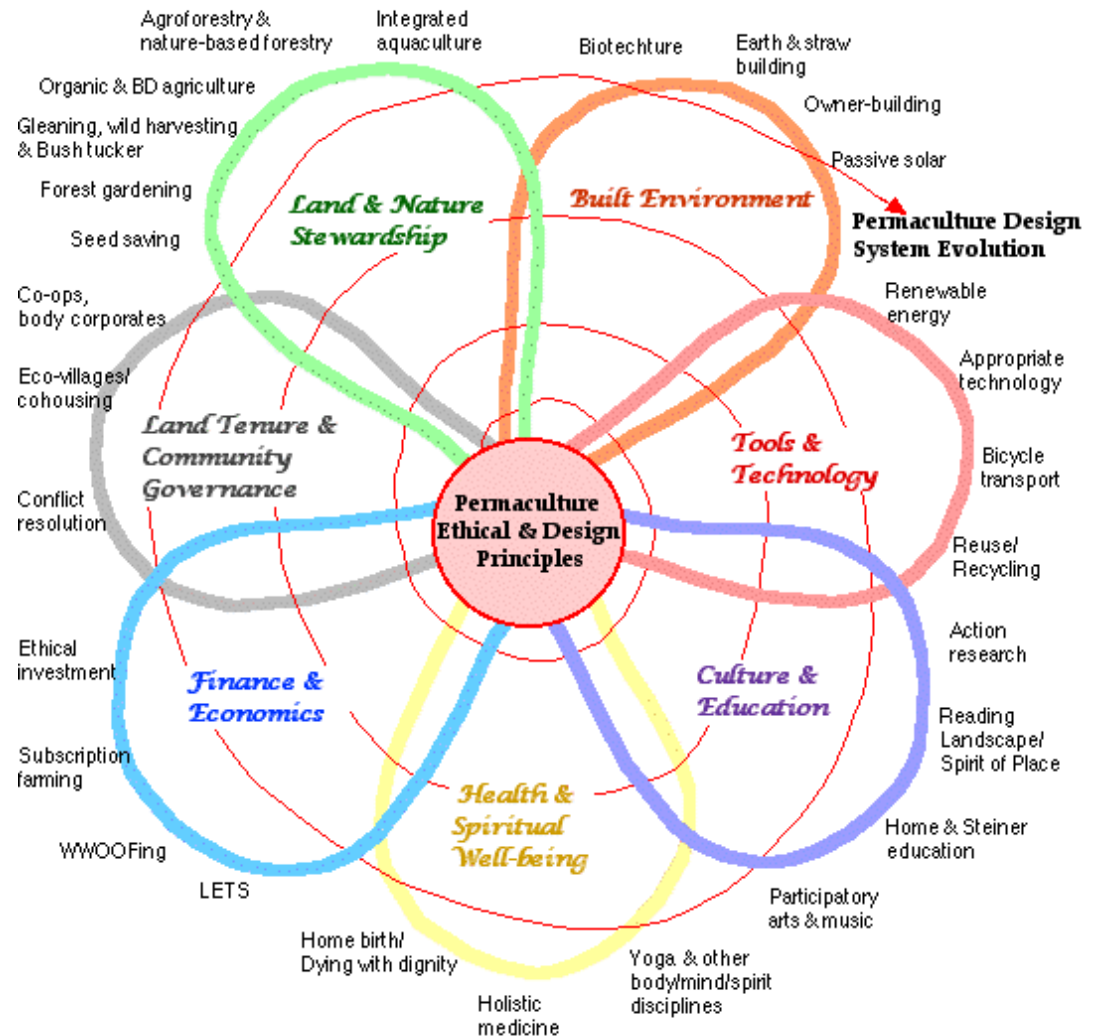 Agroforestry &
nature-based forestry
Integrated
aquaculture
Biotechture
Earth & straw
building
Organic & BD agriculture
Owner-building
Gleaning, wild harvesting
& Bush tucker
Passive solar
Forest gardening
Land & Nature
Stewardship
Built Environment
Permaculture Design
System Evolution
Seed saving
Co-ops,
body corporates
Renewable
energy
Eco-villages/
cohousing
Appropriate
technology
Land Tenure &
Community
Governance
Tools &
Technology
Bicycle
transport
Conflict
resolution
Permaculture
Ethical & Design
Principles
Reuse/
Recycling
Ethical
investment
Finance &
Economics
Culture &
Education
Action
research
Subscription
farming
Reading
Landscape/
Spirit of Place
Health &
Spiritual
Well-being
WWOOFing
Home & Steiner
education
LETS
Participatory
arts & music
Home birth/
Dying with dignity
Yoga & other
body/mind/spirit
disciplines
Holistic
medicine